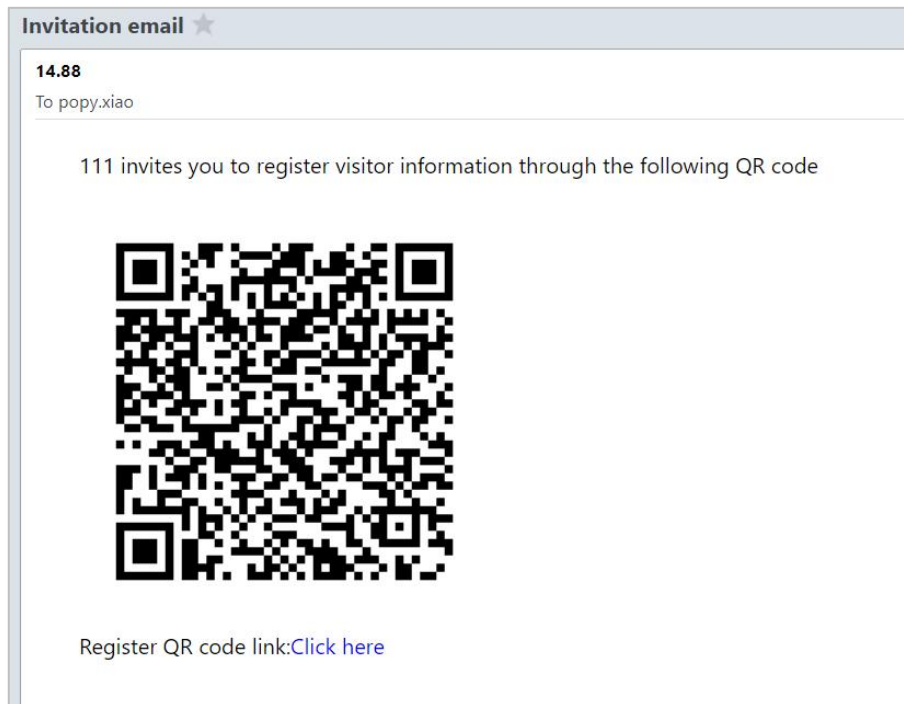 Invitation email
14.88
To popy.xiao
111 invites you to register visitor information through the following QR code
Register QR code link:Click here